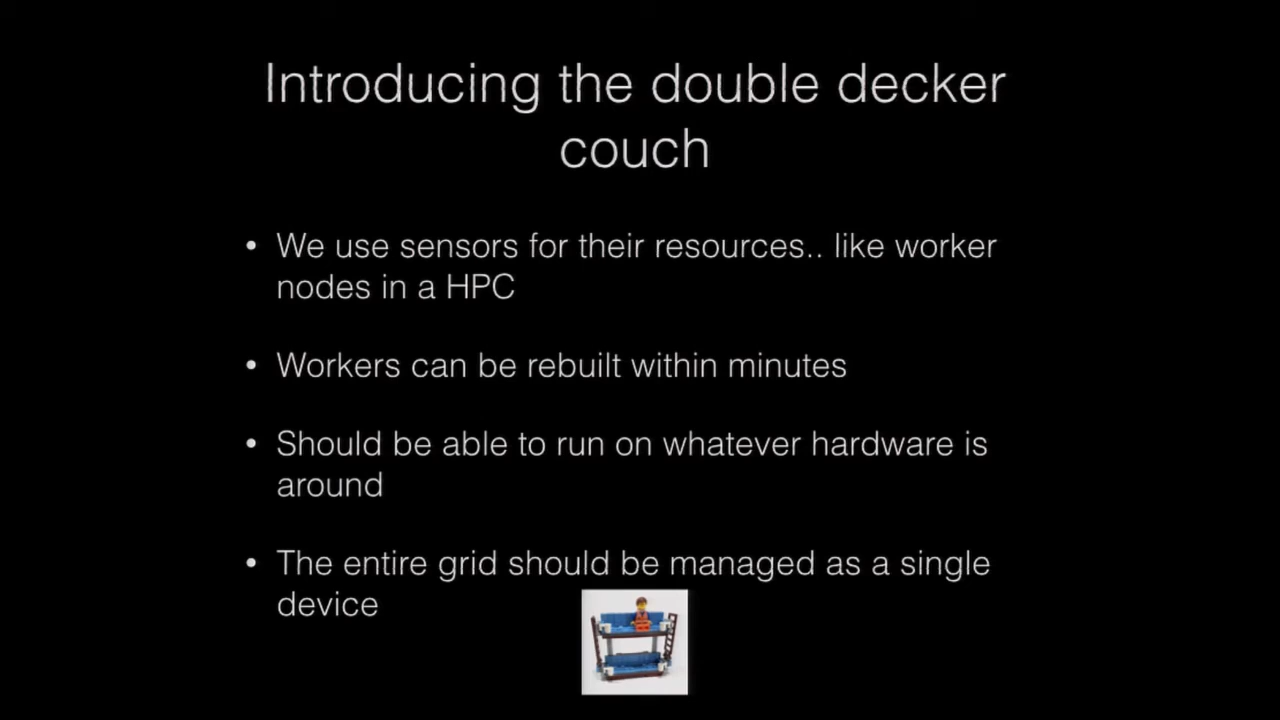 Introducing the double decker
couch
• We use sensors for their resources.. like worker
nodes in a HPC
• Workers can be rebuilt within minutes
• Should be able to run on whatever hardware is
around
• The entire grid should be managed as a single
device